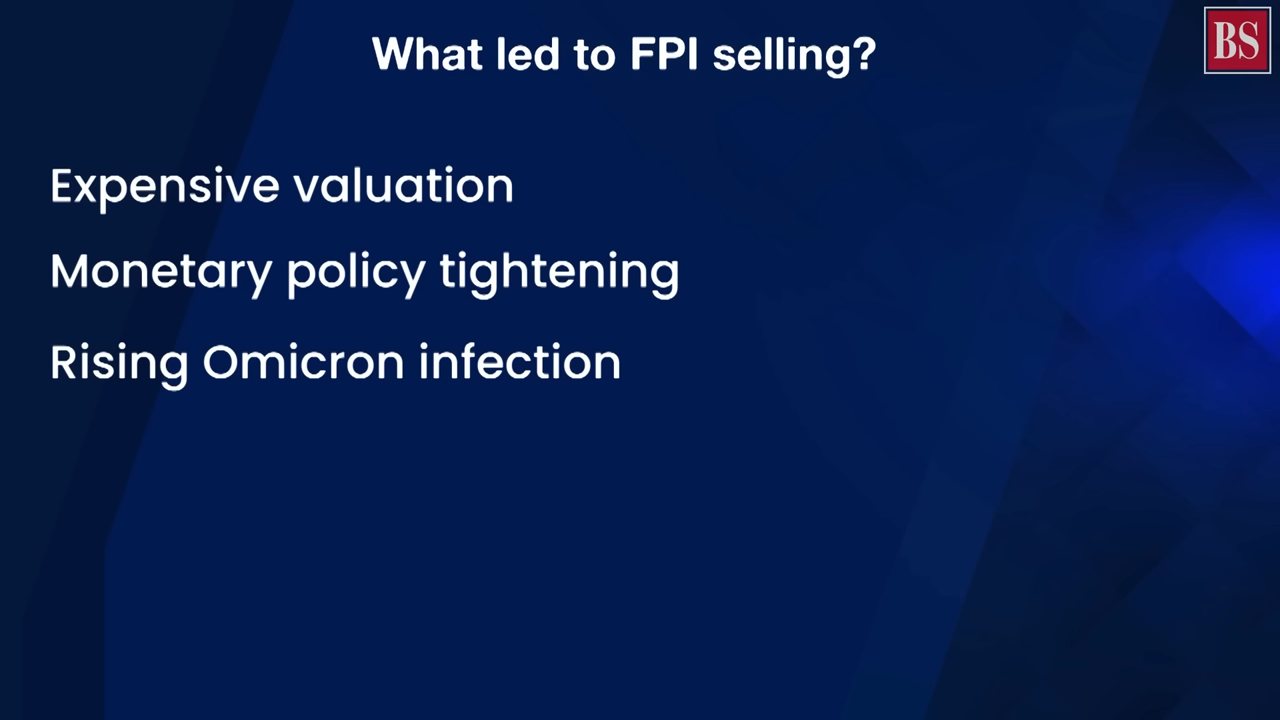 What led to FPI selling?
BS
Expensive valuation
Monetary policy tightening
Rising Omicron infection